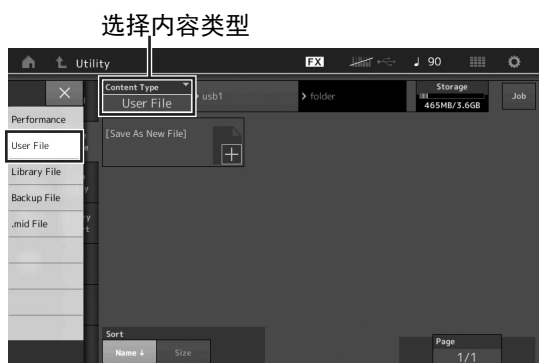 选择内容类型
Utility
FX
♩ 90
Content Type
User File
usb1
folder
Storage
465MB/3.6GB
Job
Performance
User File
Library File
Backup File
.mid File
[Save As New File]
Sort
Name ↓
Size
Page
1/1